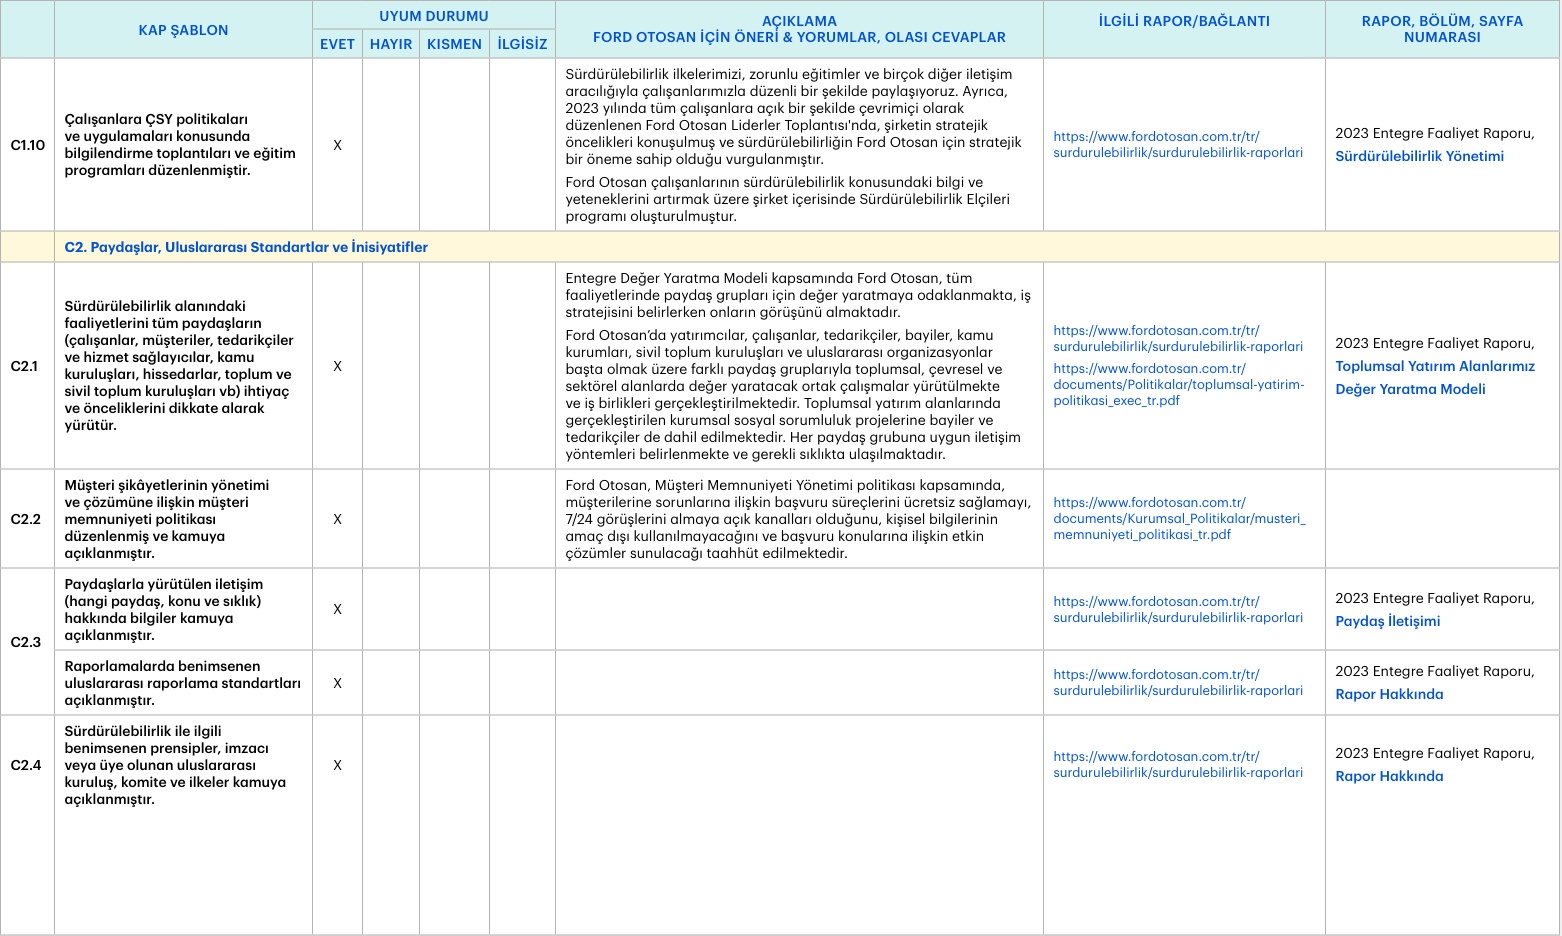 KAP ŞABLON
UYUM DURUMU
EVET
HAYIR
KISMEN
İLGİSİZ
AÇIKLAMA
FORD OTOSAN İÇİN ÖNERİ & YORUMLAR, OLASI CEVAPLAR
İLGİLİ RAPOR/BAĞLANTI
RAPOR, BÖLÜM, SAYFA
NUMARASI
C1.10
Çalışanlara ÇSY politikaları
ve uygulamaları konusunda
bilgilendirme toplantıları ve eğitim
programları düzenlenmiştir.
X
Sürdürülebilirlik ilkelerimizi, zorunlu eğitimler ve birçok diğer iletişim
aracılığıyla çalışanlarımızla düzenli bir şekilde paylaşıyoruz. Ayrıca,
2023 yılında tüm çalışanlara açık bir şekilde çevrimiçi olarak
düzenlenen Ford Otosan Liderler Toplantısı'nda, şirketin stratejik
öncelikleri konuşulmuş ve sürdürülebilirliğin Ford Otosan için stratejik
bir öneme sahip olduğu vurgulanmıştır.
Ford Otosan çalışanlarının sürdürülebilirlik konusundaki bilgi ve
yeteneklerini artırmak üzere şirket içerisinde Sürdürülebilirlik Elçileri
programı oluşturulmuştur.
https://www.fordotosan.com.tr/tr/
surdurulebilirlik/surdurulebilirlik-raporlari
2023 Entegre Faaliyet Raporu,
Sürdürülebilirlik Yönetimi
C2. Paydaşlar, Uluslararası Standartlar ve İnisiyatifler
C2.1
Sürdürülebilirlik alanındaki
faaliyetlerini tüm paydaşların
(çalışanlar, müşteriler, tedarikçiler
ve hizmet sağlayıcılar, kamu
kuruluşları, hissedarlar, toplum ve
sivil toplum kuruluşları vb) ihtiyaç
ve önceliklerini dikkate alarak
yürütür.
X
Entegre Değer Yaratma Modeli kapsamında Ford Otosan, tüm
faaliyetlerinde paydaş grupları için değer yaratmaya odaklanmakta, iş
stratejisini belirlerken onların görüşünü almaktadır.
Ford Otosan’da yatırımcılar, çalışanlar, tedarikçiler, bayiler, kamu
kurumları, sivil toplum kuruluşları ve uluslararası organizasyonlar
başta olmak üzere farklı paydaş gruplarıyla toplumsal, çevresel ve
sektörel alanlarda değer yaratacak ortak çalışmalar yürütülmekte
ve iş birlikleri gerçekleştirilmektedir. Toplumsal yatırım alanlarında
gerçekleştirilen kurumsal sosyal sorumluluk projelerine bayiler ve
tedarikçiler de dahil edilmektedir. Her paydaş grubuna uygun iletişim
yöntemleri belirlenmekte ve gerekli sıklıkta ulaşılmaktadır.
https://www.fordotosan.com.tr/tr/
surdurulebilirlik/surdurulebilirlik-raporlari
https://www.fordotosan.com.tr/
documents/Politikalar/toplumsal-yatirim-
politikasi_exec_tr.pdf
2023 Entegre Faaliyet Raporu,
Toplumsal Yatırım Alanlarımız
Değer Yaratma Modeli
C2.2
Müşteri şikâyetlerinin yönetimi
ve çözümüne ilişkin müşteri
memnuniyeti politikası
düzenlenmiş ve kamuya
açıklanmıştır.
X
Ford Otosan, Müşteri Memnuniyeti Yönetimi politikası kapsamında,
müşterilerine sorunlarına ilişkin başvuru süreçlerini ücretsiz sağlamayı,
7/24 görüşlerini almaya açık kanalları olduğunu, kişisel bilgilerinin
amaç dışı kullanılmayacağını ve başvuru konularına ilişkin etkin
çözümler sunulacağı taahhüt edilmektedir.
https://www.fordotosan.com.tr/
documents/Kurumsal_Politikalar/musteri_
memnuniyeti_politikasi_tr.pdf
C2.3
Paydaşlarla yürütülen iletişim
(hangi paydaş, konu ve sıklık)
hakkında bilgiler kamuya
açıklanmıştır.
X
https://www.fordotosan.com.tr/tr/
surdurulebilirlik/surdurulebilirlik-raporlari
2023 Entegre Faaliyet Raporu,
Paydaş İletişimi
Raporlamalarda benimsenen
uluslararası raporlama standartları
açıklanmıştır.
X
https://www.fordotosan.com.tr/tr/
surdurulebilirlik/surdurulebilirlik-raporlari
2023 Entegre Faaliyet Raporu,
Rapor Hakkında
C2.4
Sürdürülebilirlik ile ilgili
benimsenen prensipler, imzacı
veya üye olunan uluslararası
kuruluş, komite ve ilkeler kamuya
açıklanmıştır.
X
https://www.fordotosan.com.tr/tr/
surdurulebilirlik/surdurulebilirlik-raporlari
2023 Entegre Faaliyet Raporu,
Rapor Hakkında